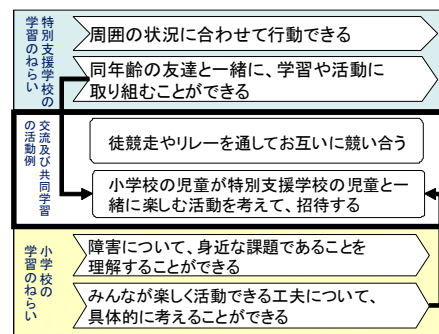 特別支援学校の
学習のねらい
周囲の状況に合わせて行動できる
同年齢の友達と一緒に、学習や活動に
取り組むことができる
交流及び共同学習
の活動例
徒競走やリレーを通してお互いに競い合う
小学校の児童が特別支援学校の児童と一
緒に楽しむ活動を考えて、招待する
小学校の
学習のねらい
障害について、身近な課題であることを
理解することができる
みんなが楽しく活動できる工夫について、
具体的に考えることができる